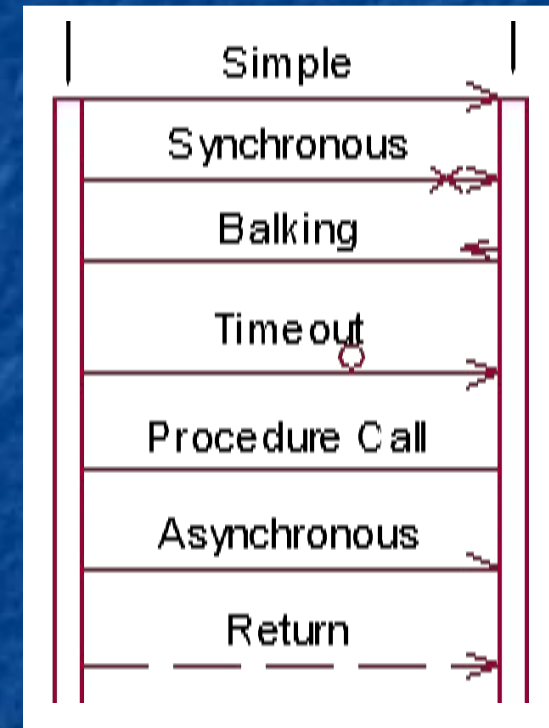 Simple
Synchronous
Balking
Timeout
Procedure Call
Asynchronous
Return